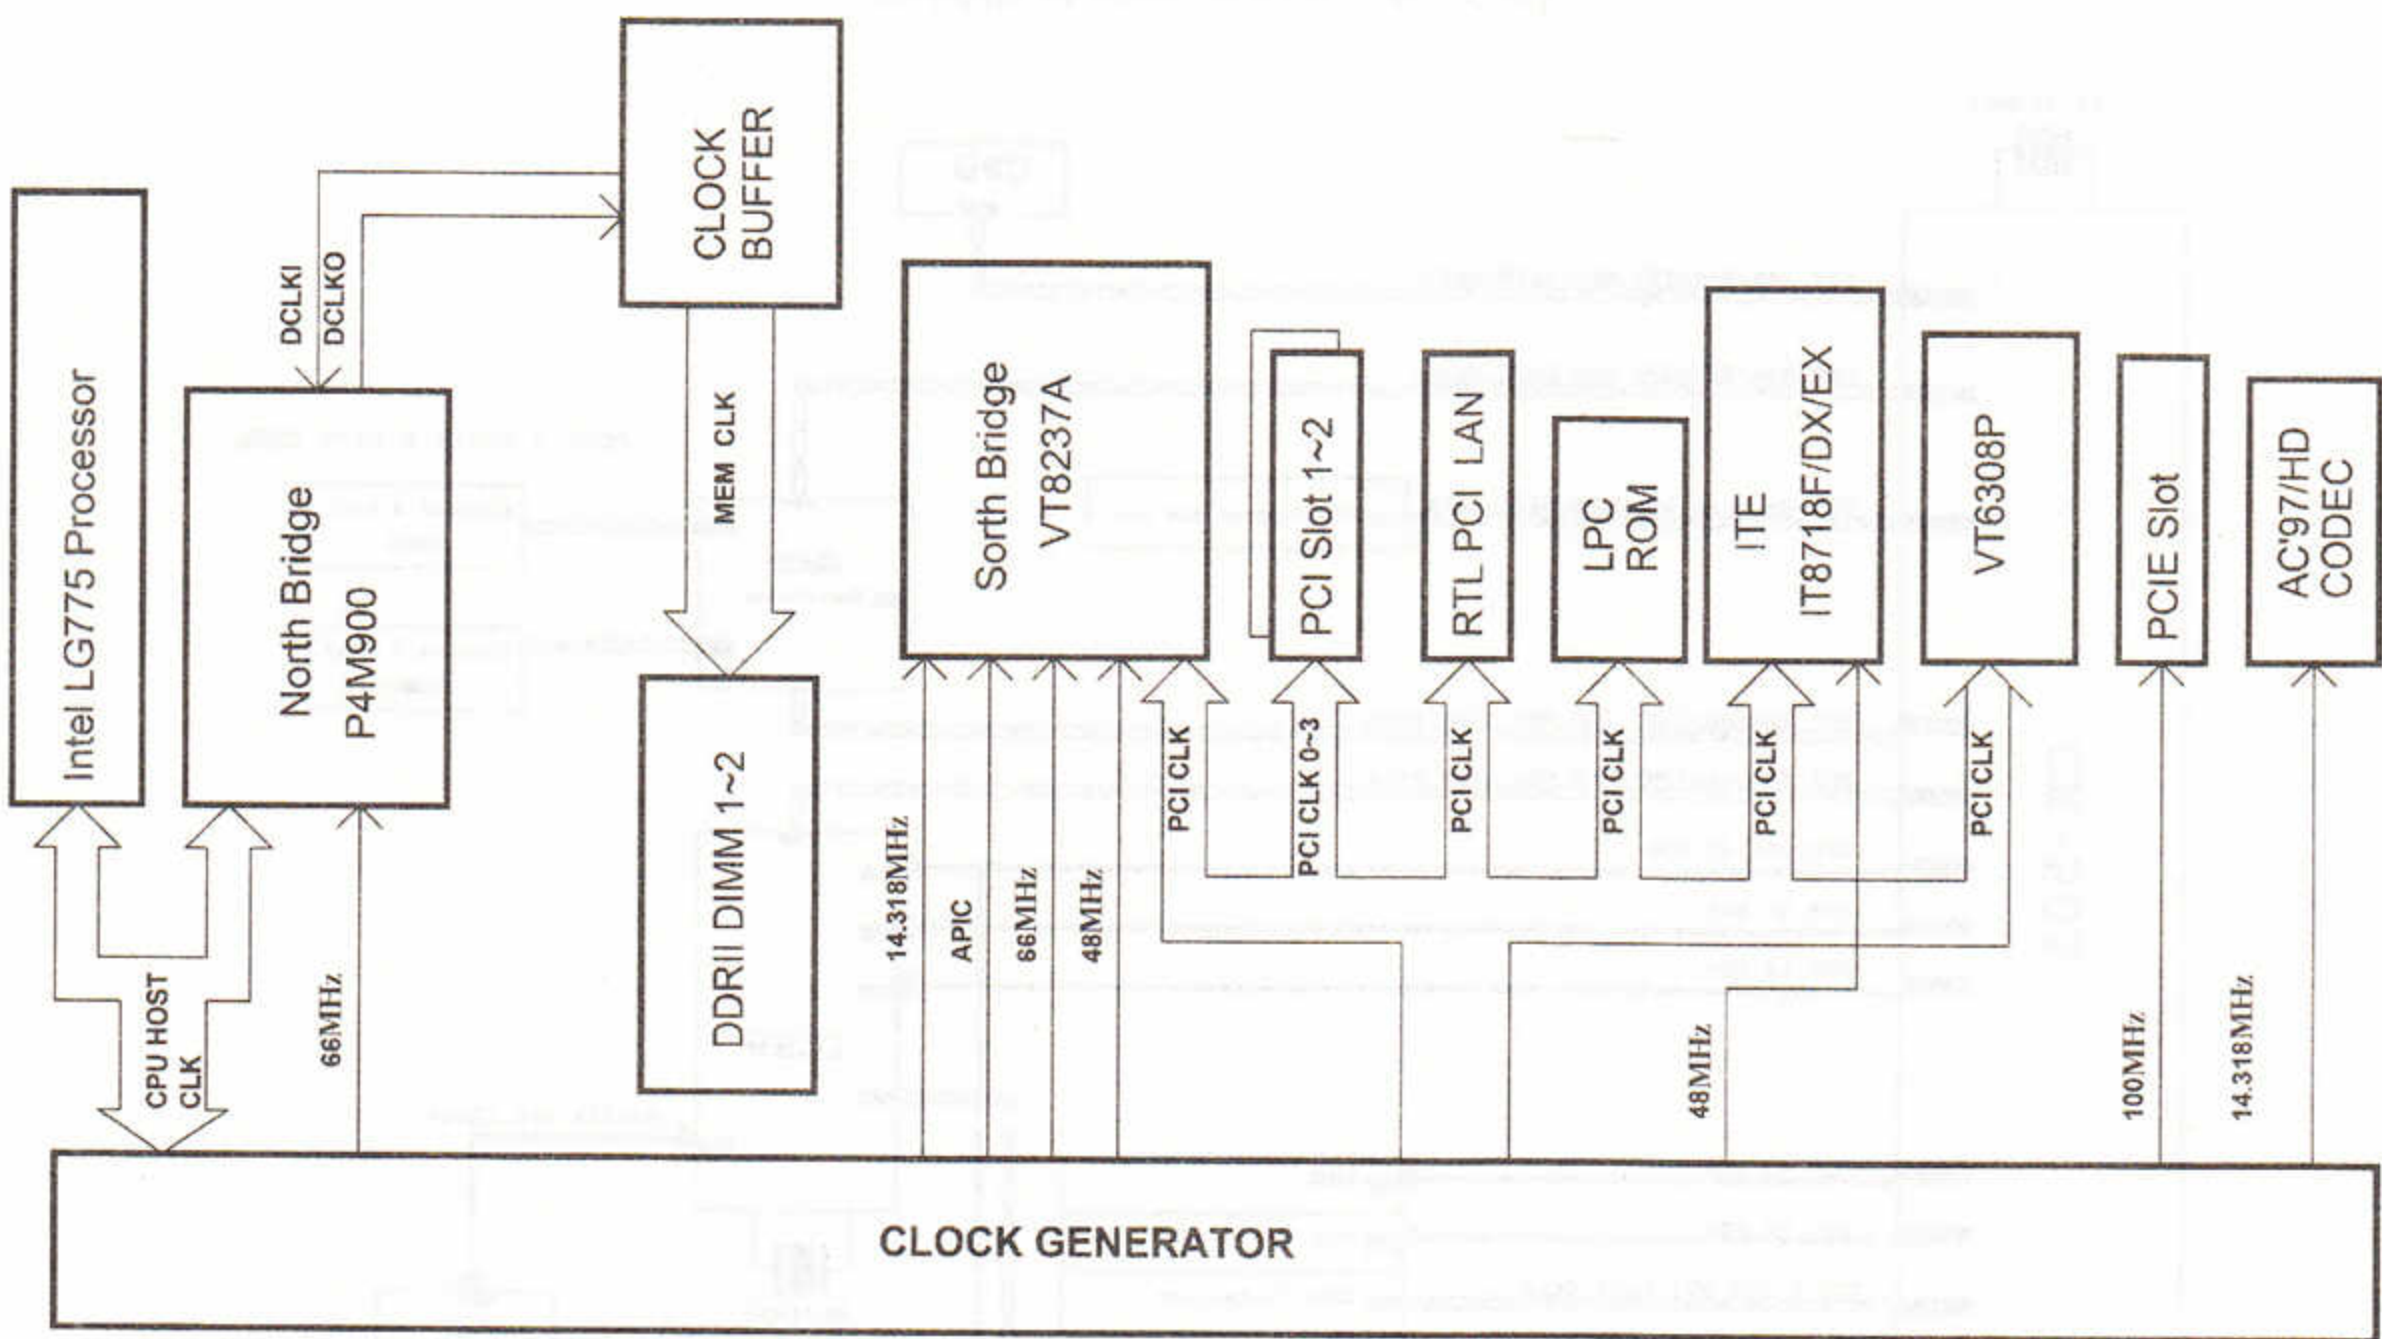 Intel LG775 Processor
North Bridge
P4M900
DCLKI
DCLKO
CLOCK
BUFFER
MEM CLK
DDRII DIMM 1~2
Sorth Bridge
VT8237A
PCI Slot 1~2
RTL PCI LAN
LPC
ROM
ITE
IT8718F/DX/EX
VT6308P
PCIE Slot
AC'97/HD
CODEC
CPU HOST
CLK
66MHz
14.318MHz
APIC
66MHz
48MHz
PCI CLK
PCI CLK 0~3
PCI CLK
PCI CLK
PCI CLK
PCI CLK
48MHz
100MHz
14.318MHz
CLOCK GENERATOR